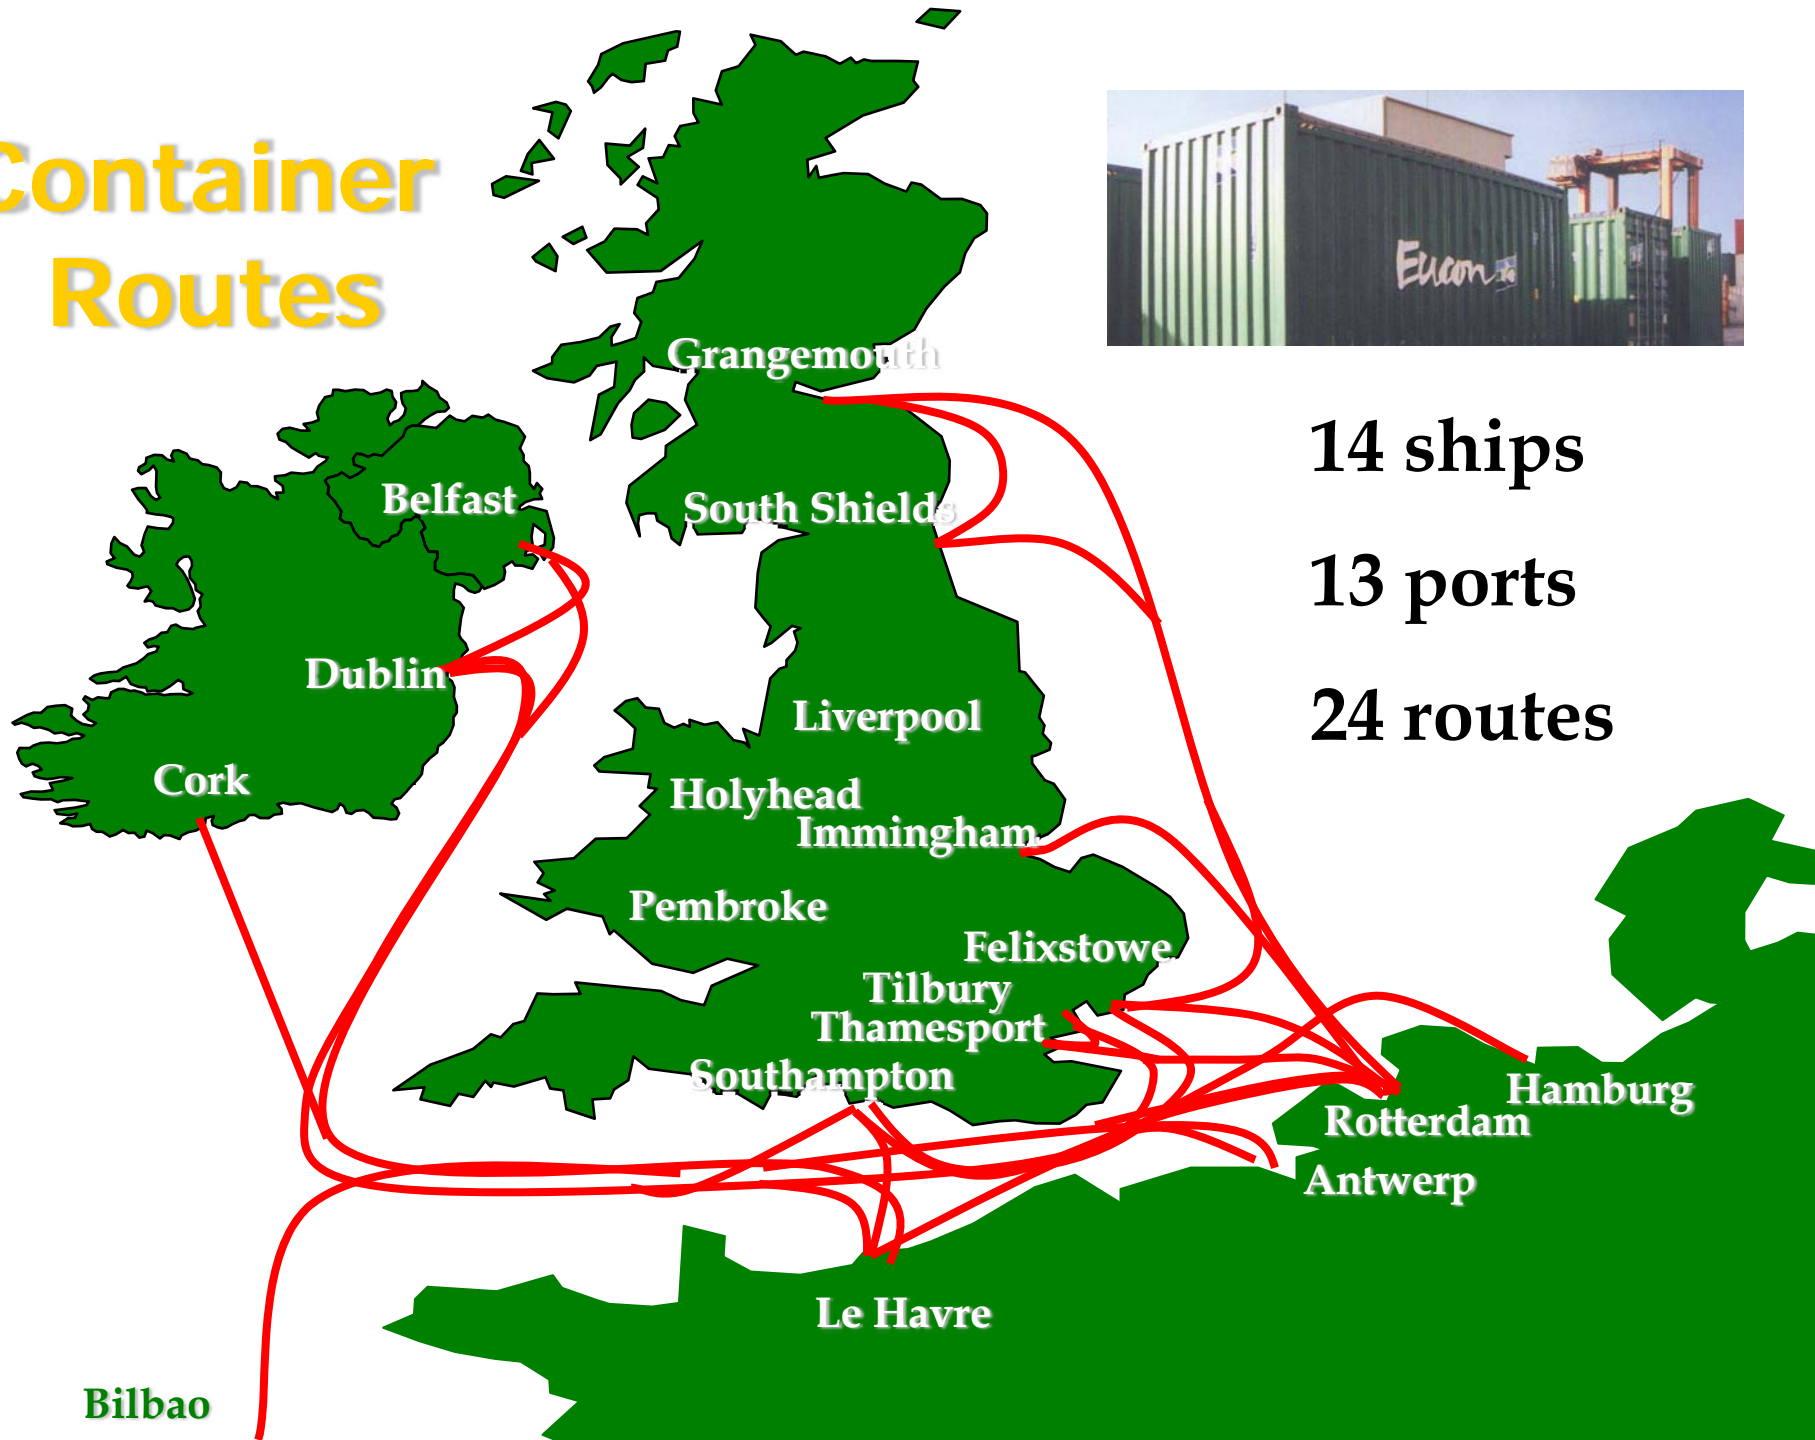 Container
Routes
Eucon
14 ships
13 ports
24 routes
Grangemouth
Belfast
South Shields
Dublin
Liverpool
Cork
Holyhead
Immingham
Pembroke
Felixstowe
Tilbury
Thamesport
Southampton
Hamburg
Rotterdam
Antwerp
Le Havre
Bilbao